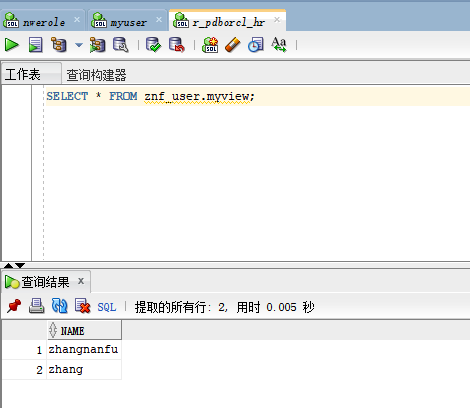 nwerole myuser r_pdborcl_hr
工作表 查询构建器
SELECT * FROM znf_user.myview;
查询结果 x
SQL | 提取的所有行: 2, 用时 0.005 秒
NAME
1 zhangnanfu
2 zhang